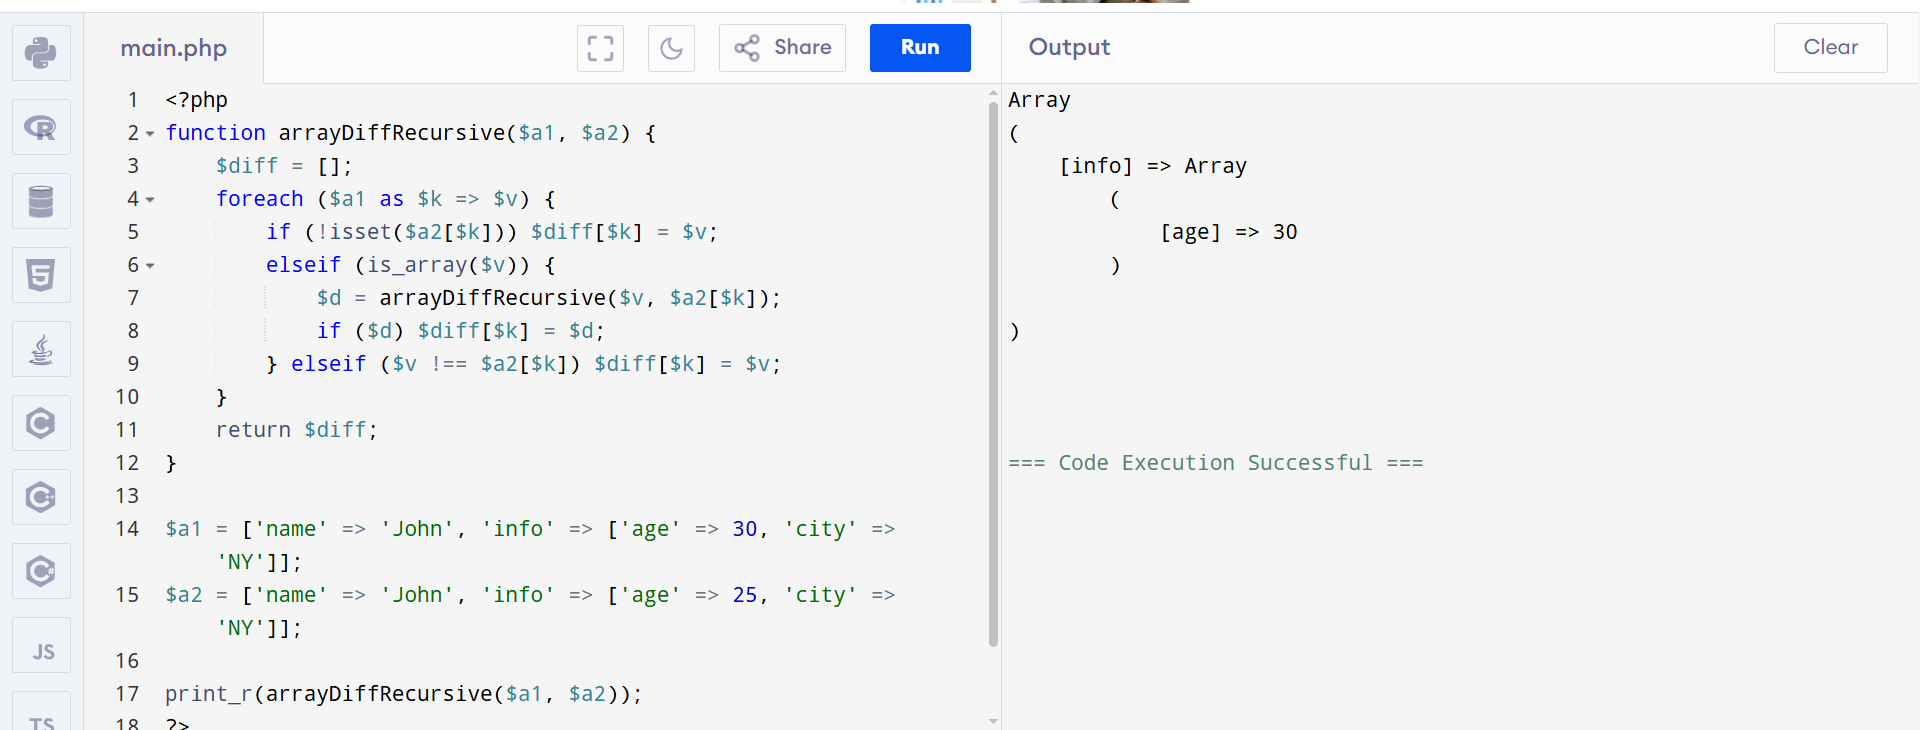 main.php
Share
Run
Output
Clear
1 <?php
2 function arrayDiffRecursive($a1, $a2) {
3     $diff = [];
4     foreach ($a1 as $k => $v) {
5         if (!isset($a2[$k])) $diff[$k] = $v;
6         elseif (is_array($v)) {
7             $d = arrayDiffRecursive($v, $a2[$k]);
8             if ($d) $diff[$k] = $d;
9         } elseif ($v !== $a2[$k]) $diff[$k] = $v;
10     }
11     return $diff;
12 }
13
14 $a1 = ['name' => 'John', 'info' => ['age' => 30, 'city' =>
'NY']];
15 $a2 = ['name' => 'John', 'info' => ['age' => 25, 'city' =>
'NY']];
16
17 print_r(arrayDiffRecursive($a1, $a2));
18 ?>
Array
(
    [info] => Array
        (
            [age] => 30
        )
)
=== Code Execution Successful ===
R
5
C
C++
C#
JS
TS